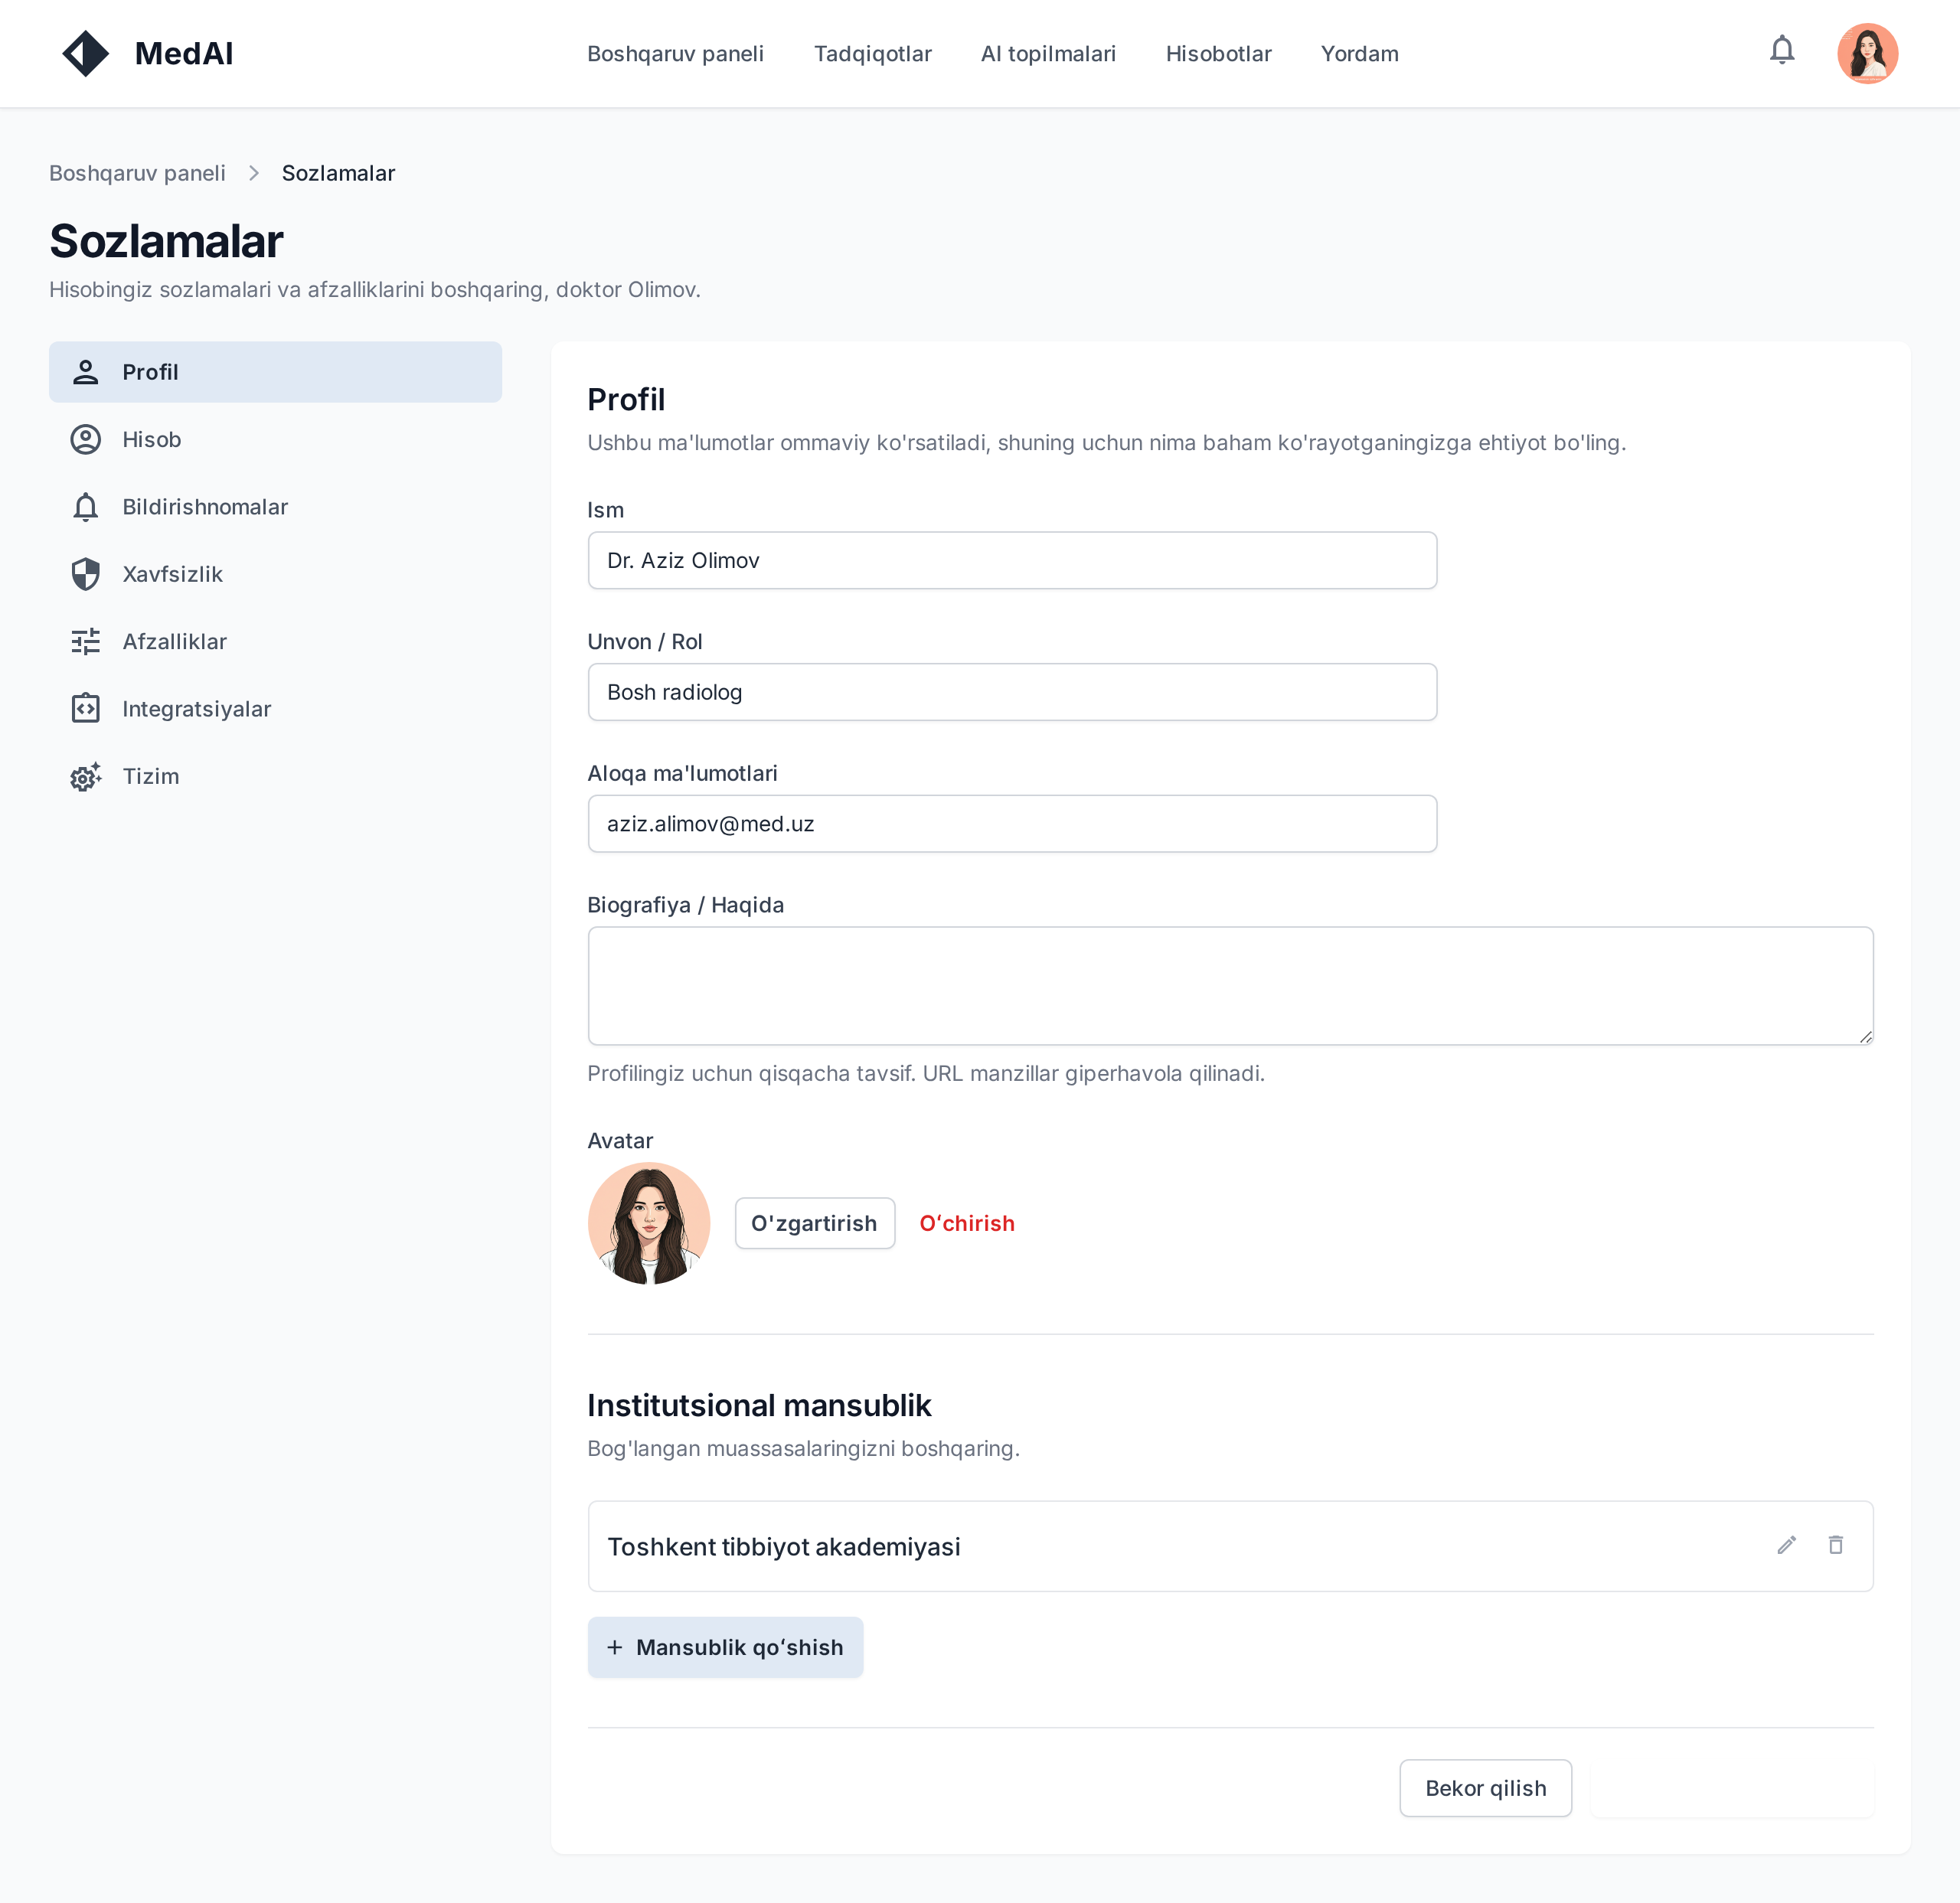 MedAI
Boshqaruv paneli
Tadqiqotlar
AI topilmalari
Hisobotlar
Yordam
Boshqaruv paneli
Sozlamalar
Sozlamalar
Hisobingiz sozlamalari va afzalliklarini boshqaring, doktor Olimov.
Profil
Hisob
Bildirishnomalar
Xavfsizlik
Afzalliklar
Integratsiyalar
Tizim
Profil
Ushbu ma'lumotlar ommaviy ko'rsatiladi, shuning uchun nima baham ko'rayotganingizga ehtiyot bo'ling.
Ism
Dr. Aziz Olimov
Unvon / Rol
Bosh radiolog
Aloqa ma'lumotlari
aziz.alimov@med.uz
Biografiya / Haqida
Profilingiz uchun qisqacha tavsif. URL manzillar giperhavola qilinadi.
Avatar
O'zgartirish
Oʻchirish
Institutsional mansublik
Bog'langan muassasalaringizni boshqaring.
Toshkent tibbiyot akademiyasi
+ Mansublik qoʻshish
Bekor qilish